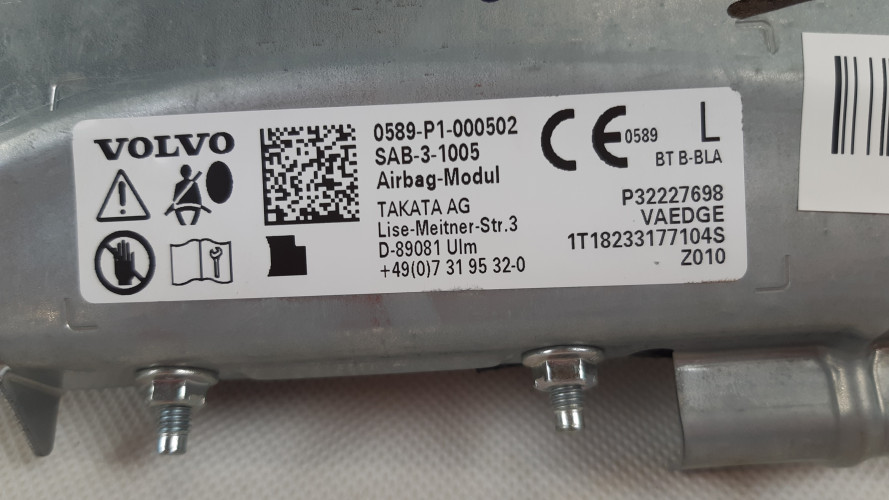 VOLVO
0589-P1-000502
SAB-3-1005
Airbag-Modul
TAKATA AG
Lise-Meitner-Str.3
D-89081 Ulm
+49(0)7 31 95 32-0
CE 0589
L
BT B-BLA
P32227698
VAEDGE
1T18233177104S
Z010